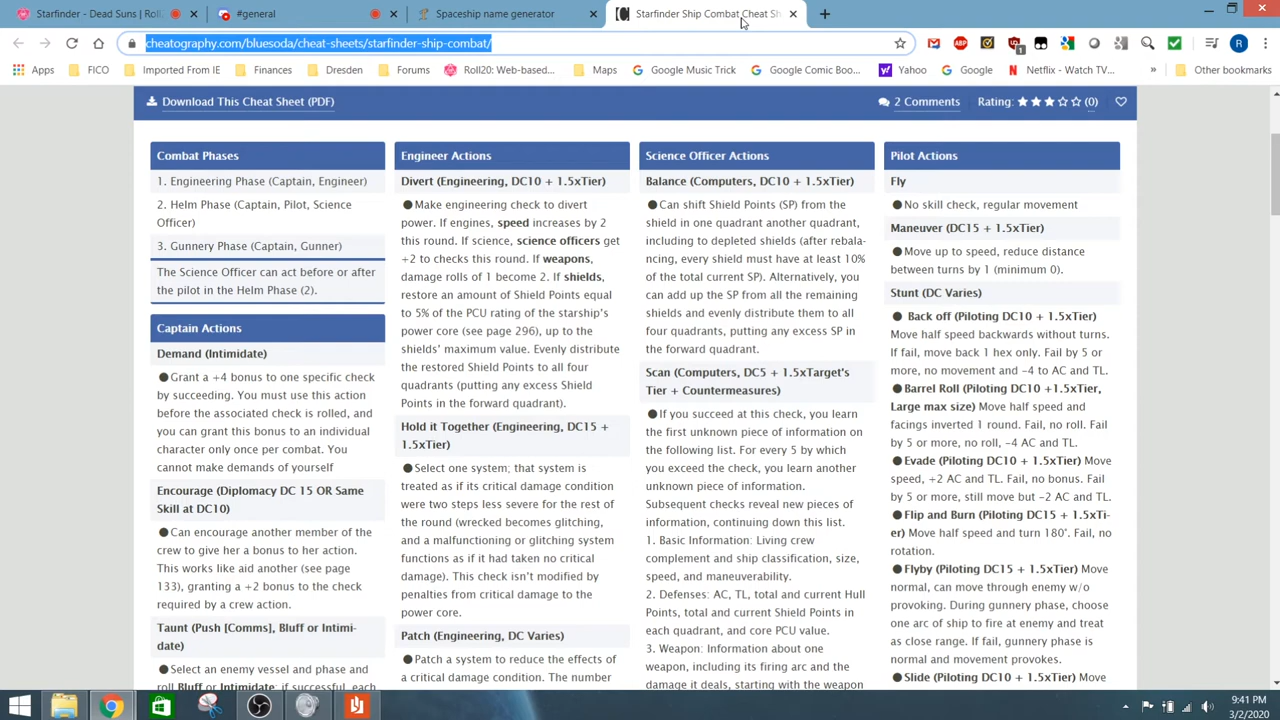 Starfinder - Dead Suns | Roll
#general
Spaceship name generator
Starfinder Ship Combat Cheat Sh
cheatography.com/bluesoda/cheat-sheets/starfinder-ship-combat/
Apps FICO Imported From IE Finances Dresden Forums Roll20: Web-based... Maps Google Music Trick Google Comic Boo... Yahoo Google Netflix - Watch TV... » Other bookmarks
Download This Cheat Sheet (PDF)
2 Comments Rating: (0)
Combat Phases
1. Engineering Phase (Captain, Engineer)
2. Helm Phase (Captain, Pilot, Science
Officer)
3. Gunnery Phase (Captain, Gunner)
The Science Officer can act before or after
the pilot in the Helm Phase (2).
Captain Actions
Demand (Intimidate)
●Grant a +4 bonus to one specific check
by succeeding. You must use this action
before the associated check is rolled, and
you can grant this bonus to an individual
character only once per combat. You
cannot make demands of yourself
Encourage (Diplomacy DC 15 OR Same
Skill at DC10)
●Can encourage another member of the
crew to give her a bonus to her action.
This works like aid another (see page
133), granting a +2 bonus to the check
required by a crew action.
Taunt (Push [Comms], Bluff or Intimi-
date)
●Select an enemy vessel and phase and
roll Bluff or Intimidate; if successful, each
Engineer Actions
Divert (Engineering, DC10 + 1.5xTier)
●Make engineering check to divert
power. If engines, speed increases by 2
this round. If science, science officers get
+2 to checks this round. If weapons,
damage rolls of 1 become 2. If shields,
restore an amount of Shield Points equal
to 5% of the PCU rating of the starship's
power core (see page 296), up to the
shields' maximum value. Evenly distribute
the restored Shield Points to all four
quadrants (putting any excess Shield
Points in the forward quadrant).
Hold it Together (Engineering, DC15 +
1.5xTier)
●Select one system; that system is
treated as if its critical damage condition
were two steps less severe for the rest of
the round (wrecked becomes glitching,
and a malfunctioning or glitching system
functions as if it had taken no critical
damage). This check isn't modified by
penalties from critical damage to the
power core.
Patch (Engineering, DC Varies)
●Patch a system to reduce the effects of
a critical damage condition. The number
Science Officer Actions
Balance (Computers, DC10 + 1.5xTier)
●Can shift Shield Points (SP) from the
shield in one quadrant another quadrant,
including to depleted shields (after rebala-
ncing, every shield must have at least 10%
of the total current SP). Alternatively, you
can add up the SP from all the remaining
shields and evenly distribute them to all
four quadrants, putting any excess SP in
the forward quadrant.
Scan (Computers, DC5 + 1.5xTarget's
Tier + Countermeasures)
●If you succeed at this check, you learn
the first unknown piece of information on
the following list. For every 5 by which
you exceed the check, you learn another
unknown piece of information.
Subsequent checks reveal new pieces of
information, continuing down this list.
1. Basic Information: Living crew
complement and ship classification, size,
speed, and maneuverability.
2. Defenses: AC, TL, total and current Hull
Points, total and current Shield Points in
each quadrant, and core PCU value.
3. Weapon: Information about one
weapon, including its firing arc and the
damage it deals, starting with the weapon
Pilot Actions
Fly
●No skill check, regular movement
Maneuver (DC15 + 1.5xTier)
●Move up to speed, reduce distance
between turns by 1 (minimum 0).
Stunt (DC Varies)
● Back off (Piloting DC10 + 1.5xTier)
Move half speed backwards without turns.
If fail, move back 1 hex only. Fail by 5 or
more, no movement and -4 to AC and TL.
●Barrel Roll (Piloting DC10 +1.5xTier,
Large max size) Move half speed and
facings inverted 1 round. Fail, no roll. Fail
by 5 or more, no roll, -4 AC and TL.
●Evade (Piloting DC10 + 1.5xTier) Move
speed, +2 AC and TL. Fail, no bonus. Fail
by 5 or more, still move but -2 AC and TL.
●Flip and Burn (Piloting DC15 + 1.5xTi-
er) Move half speed and turn 180°. Fail, no
rotation.
●Flyby (Piloting DC15 + 1.5xTier) Move
normal, can move through enemy w/o
provoking. During gunnery phase, choose
one arc of ship to fire at enemy and treat
as close range. If fail, gunnery phase is
normal and movement provokes.
●Slide (Piloting DC10 + 1.5xTier) Move
9:41 PM
3/2/2020